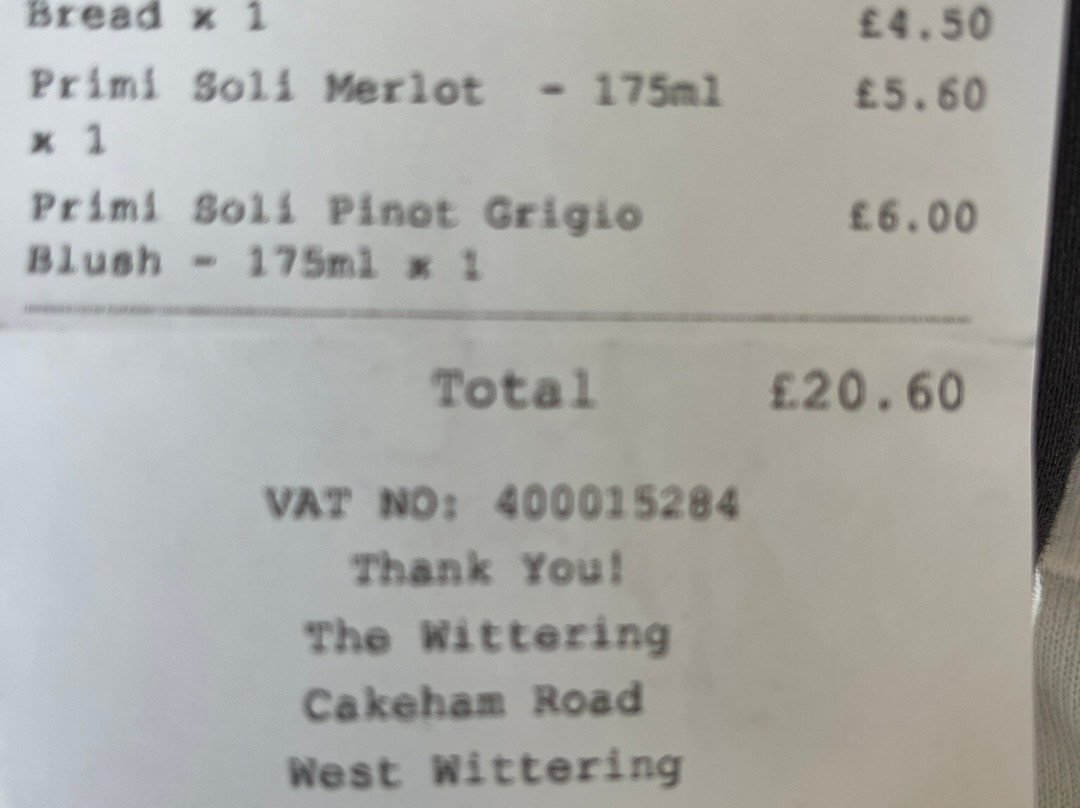 Bread x 1 £4.50
Primi Soli Merlot - 175ml £5.60
x 1
Primi Soli Pinot Grigio £6.00
Blush - 175ml x 1
Total £20.60
VAT NO: 400015284
Thank You!
The Wittering
Cakeham Road
West Wittering